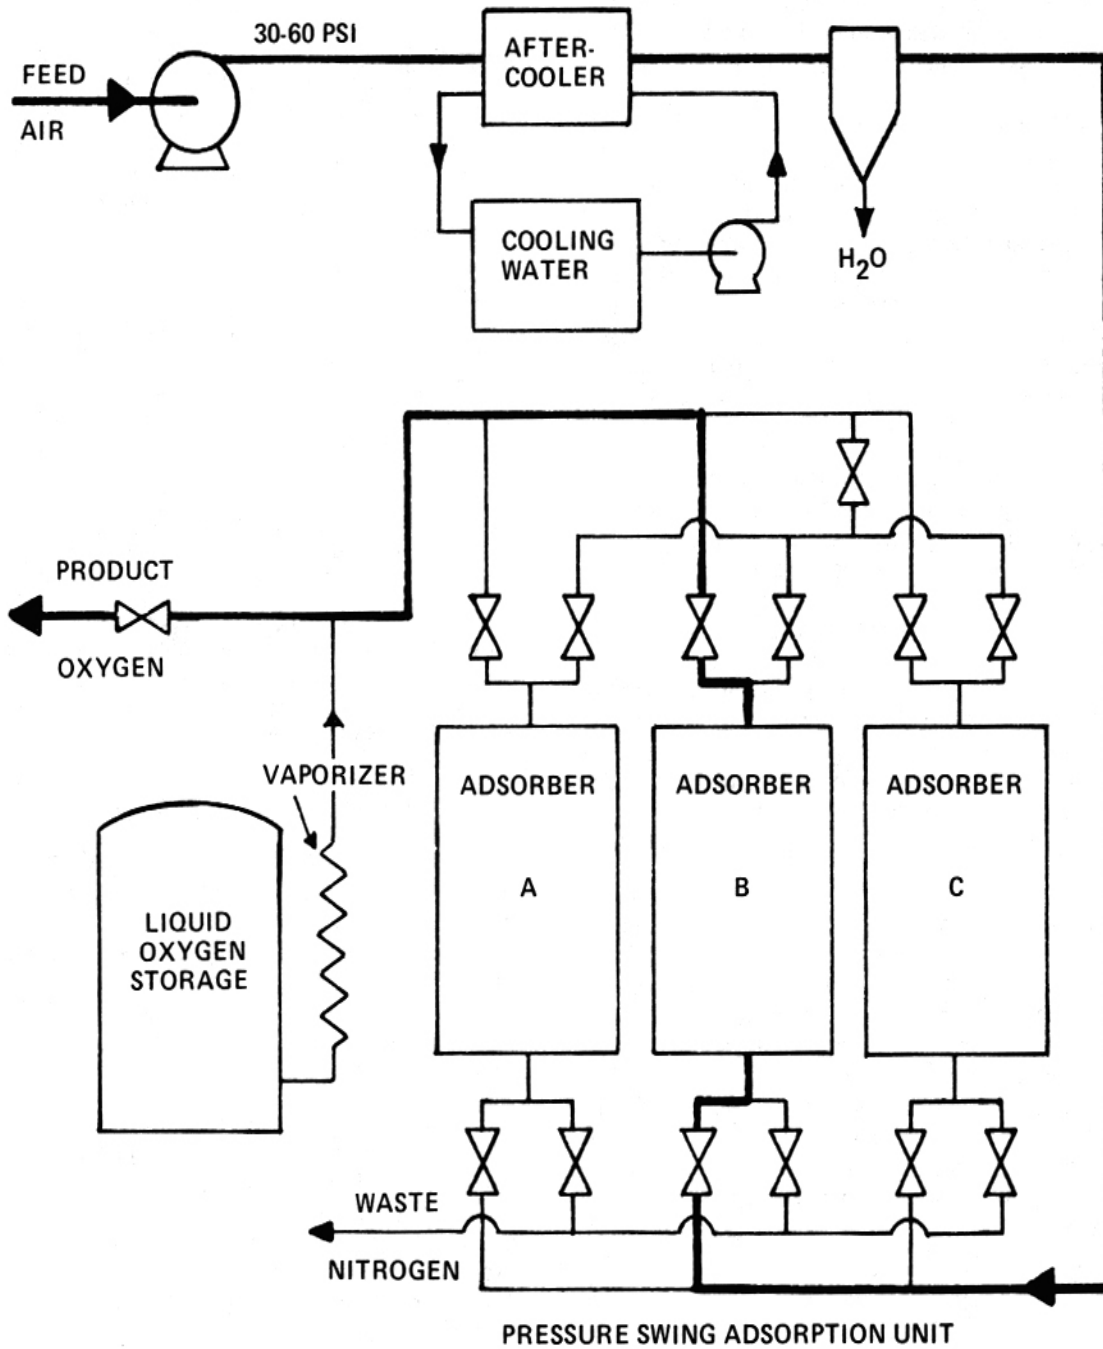 30-60 PSI
FEED
AIR
AFTER-
COOLER
COOLING
WATER
H₂O
PRODUCT
OXYGEN
VAPORIZER
LIQUID
OXYGEN
STORAGE
ADSORBER
A
ADSORBER
B
ADSORBER
C
WASTE
NITROGEN
PRESSURE SWING ADSORPTION UNIT